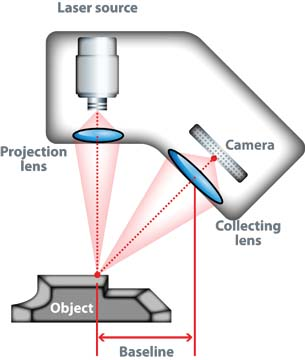 Laser source
Projection
lens
Camera
Collecting
lens
Object
Baseline